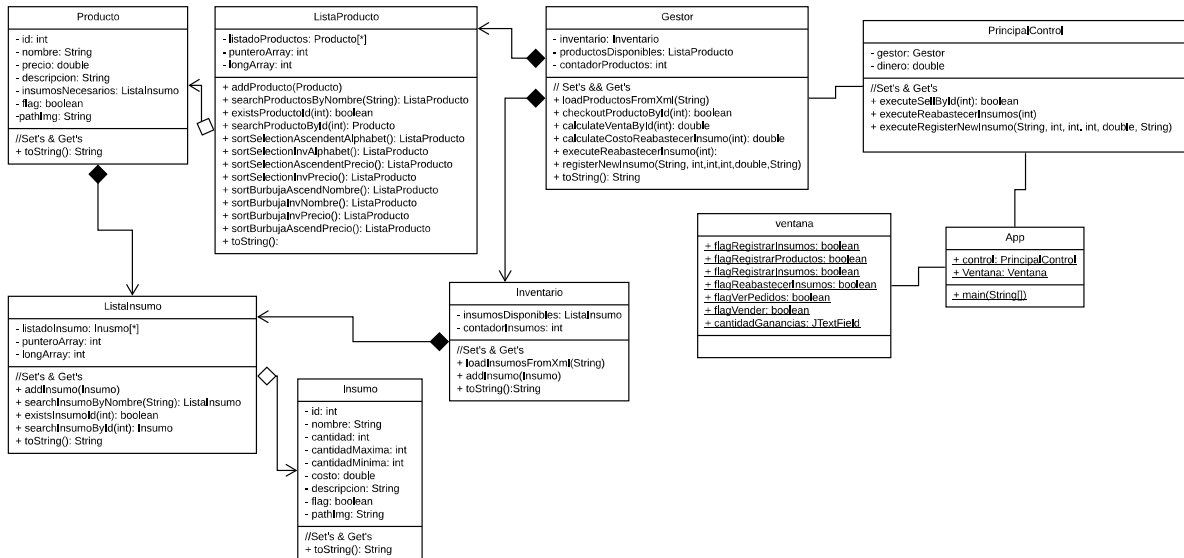 Producto
- id: int
- nombre: String
- precio: double
- descripcion: String
- insumosNecesarios: ListaInsumo
- flag: boolean
-pathImg: String
//Set's & Get's
+ toString(): String
ListaProducto
- listadoProductos: Producto[*]
- punteroArray: int
- longArray: int
+ addProducto(Producto)
+ searchProductosByNombre(String): ListaProducto
+ existsProductoId(int): boolean
+ searchProductoById(int): Producto
+ sortSelectionAscendentAlphabet(): ListaProducto
+ sortSelectionInvAlphabet(): ListaProducto
+ sortSelectionAscendentPrecio(): ListaProducto
+ sortSelectionInvPrecio(): ListaProducto
+ sortBurbujaAscendNombre(): ListaProducto
+ sortBurbujaInvNombre(): ListaProducto
+ sortBurbujaInvPrecio(): ListaProducto
+ sortBurbujaAscendPrecio(): ListaProducto
+ toString():
Gestor
- inventario: Inventario
- productosDisponibles: ListaProducto
- contadorProductos: int
// Set's && Get's
+ loadProductosFromXml(String)
+ checkoutProductoById(int): boolean
+ calculateVentaById(int): double
+ calculateCostoReabastecerInsumo(int): double
+ executeReabastecerInsumo(int):
+ registerNewInsumo(String, int,int,int,double,String)
+ toString(): String
PrincipalControl
- gestor: Gestor
- dinero: double
//Set's & Get's
+ executeSellById(int): boolean
+ executeReabastecerInsumos(int)
+ executeRegisterNewInsumo(String, int, int. int, double, String)
ventana
+ flagRegistrarInsumos: boolean
+ flagRegistrarProductos: boolean
+ flagRegistrarInsumos: boolean
+ flagReabastecerInsumos: boolean
+ flagVerPedidos: boolean
+ flagVender: boolean
+ cantidadGanancias: JTextField
App
+ control: PrincipalControl
+ Ventana: Ventana
+ main(String[])
ListaInsumo
- listadoInsumo: Inusmo[*]
- punteroArray: int
- longArray: int
//Set's & Get's
+ addInsumo(Insumo)
+ searchInsumoByNombre(String): ListaInsumo
+ existsInsumoId(int): boolean
+ searchInsumoById(int): Insumo
+ toString(): String
Inventario
- insumosDisponibles: ListaInsumo
- contadorInsumos: int
//Set's & Get's
+ loadInsumosFromXml(String)
+ addInsumo(Insumo)
+ toString():String
Insumo
- id: int
- nombre: String
- cantidad: int
- cantidadMaxima: int
- cantidadMinima: int
- costo: double
- descripcion: String
- flag: boolean
- pathImg: String
//Set's & Get's
+ toString(): String